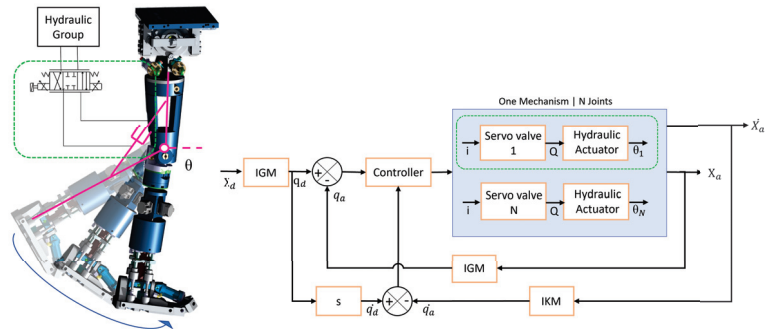 Hydraulic
Group
θ
One Mechanism | N Joints
Servo valve
1
Hydraulic
Actuator
i
Q
θ₁
Servo valve
N
Hydraulic
Actuator
i
Q
θ_N
Ẋ_a
X_a
X_d
IGM
q_d
+
-
q_a
Controller
IGM
s
q̇_d
+
-
q̇_a
IKM